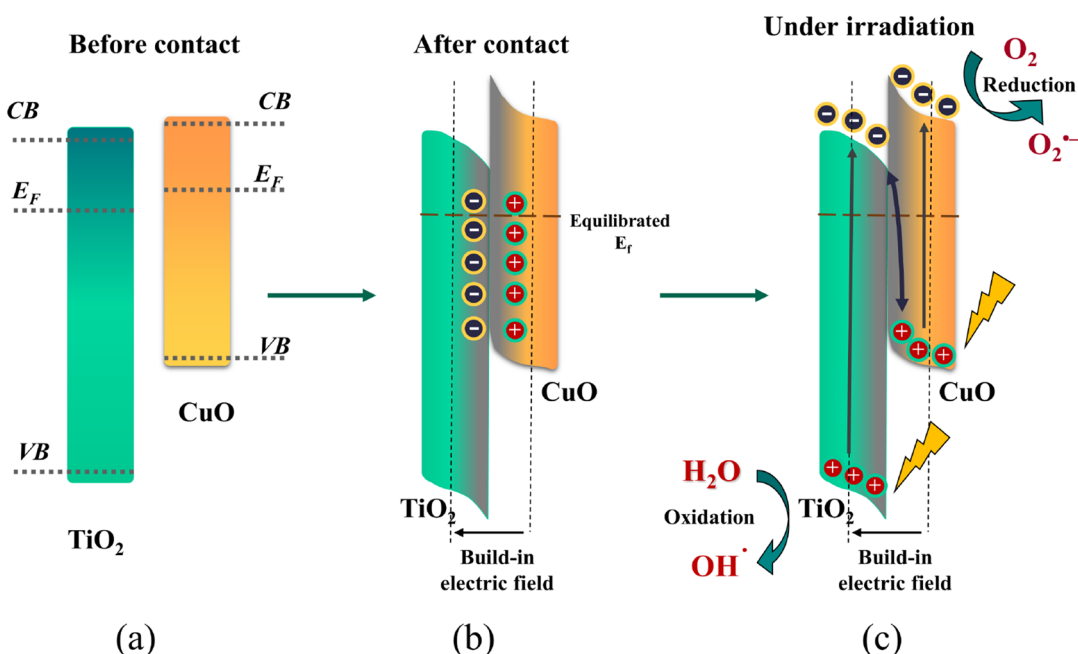 Before contact
CB
E_F
VB
CB
E_F
VB
CuO
TiO₂
(a)
After contact
Equilibrated
E_f
CuO
TiO₂
Build-in
electric field
(b)
Under irradiation
O₂
Reduction
O₂•−
CuO
H₂O
Oxidation
OH•
TiO₂
Build-in
electric field
(c)